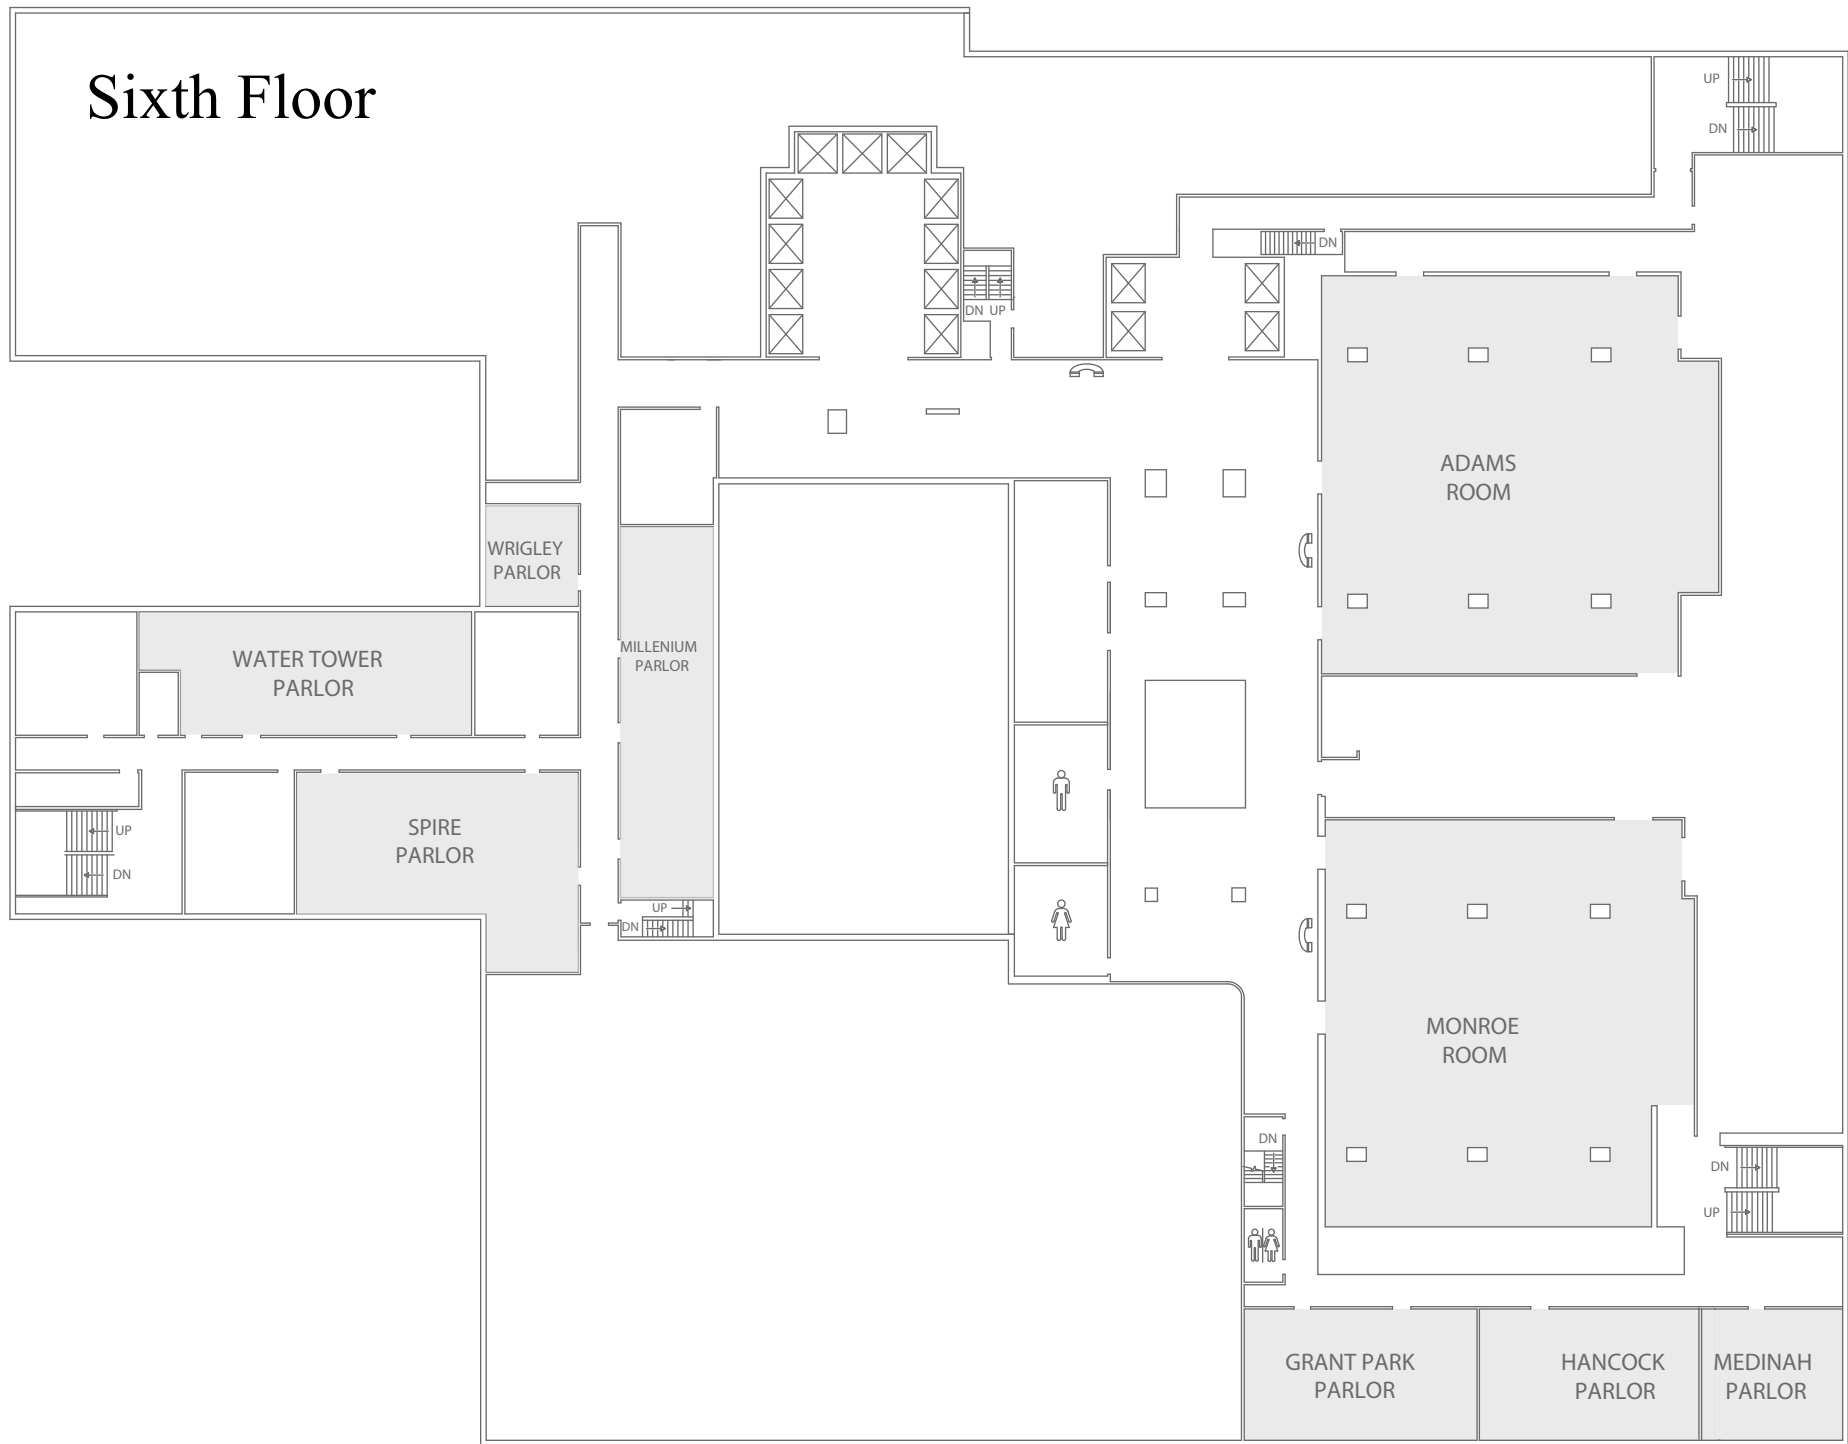 Sixth Floor
UP
DN
DN
DN UP
ADAMS
ROOM
WRIGLEY
PARLOR
MILLENIUM
PARLOR
WATER TOWER
PARLOR
SPIRE
PARLOR
UP
DN
UP
DN
MONROE
ROOM
DN
DN
UP
GRANT PARK
PARLOR
HANCOCK
PARLOR
MEDINAH
PARLOR